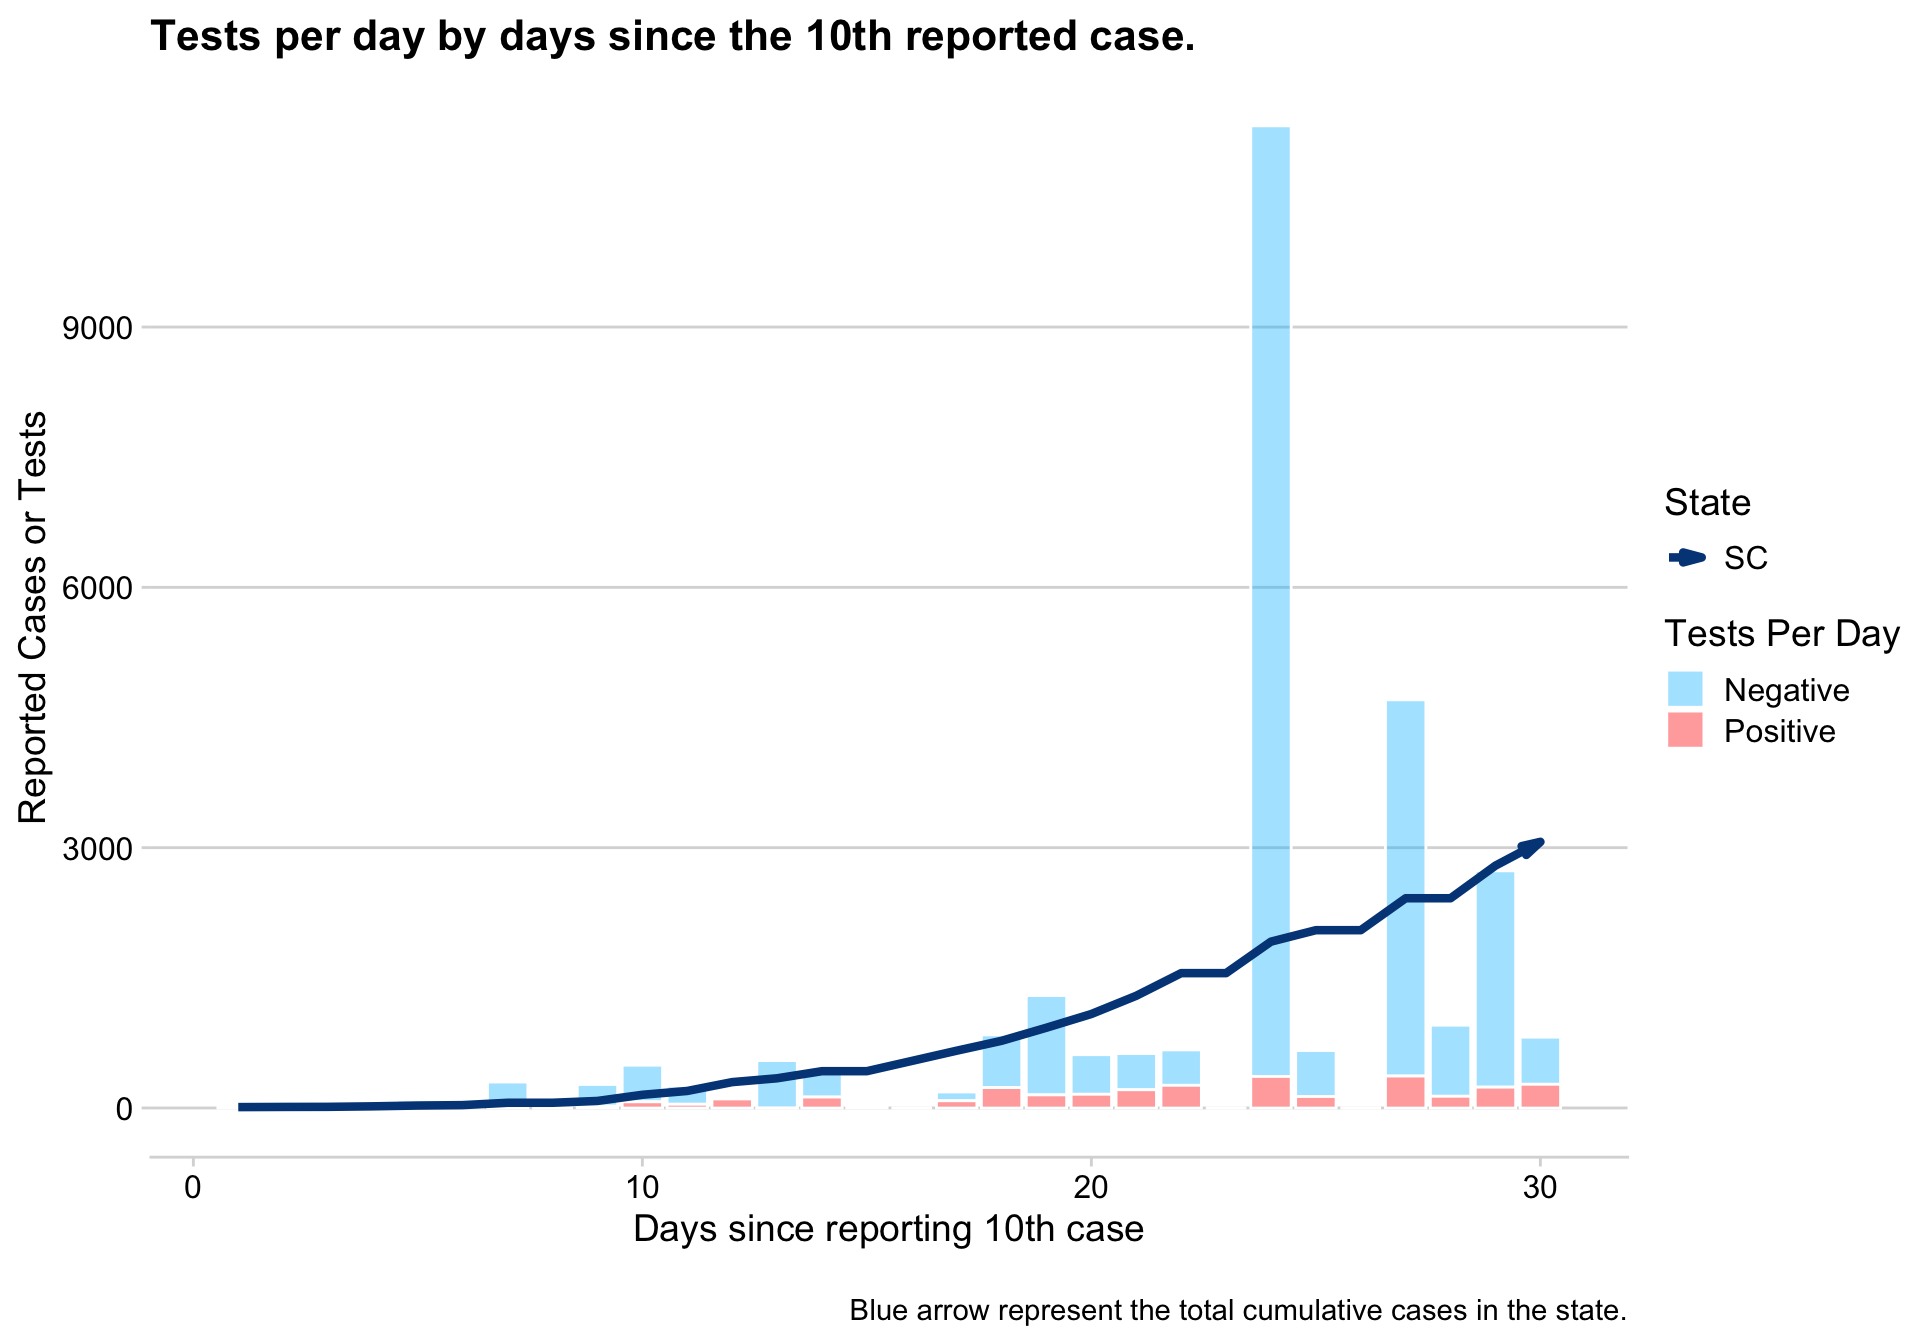 Tests per day by days since the 10th reported case.
Reported Cases or Tests
9000
6000
3000
0
0 10 20 30
Days since reporting 10th case
State
SC
Tests Per Day
Negative
Positive
Blue arrow represent the total cumulative cases in the state.